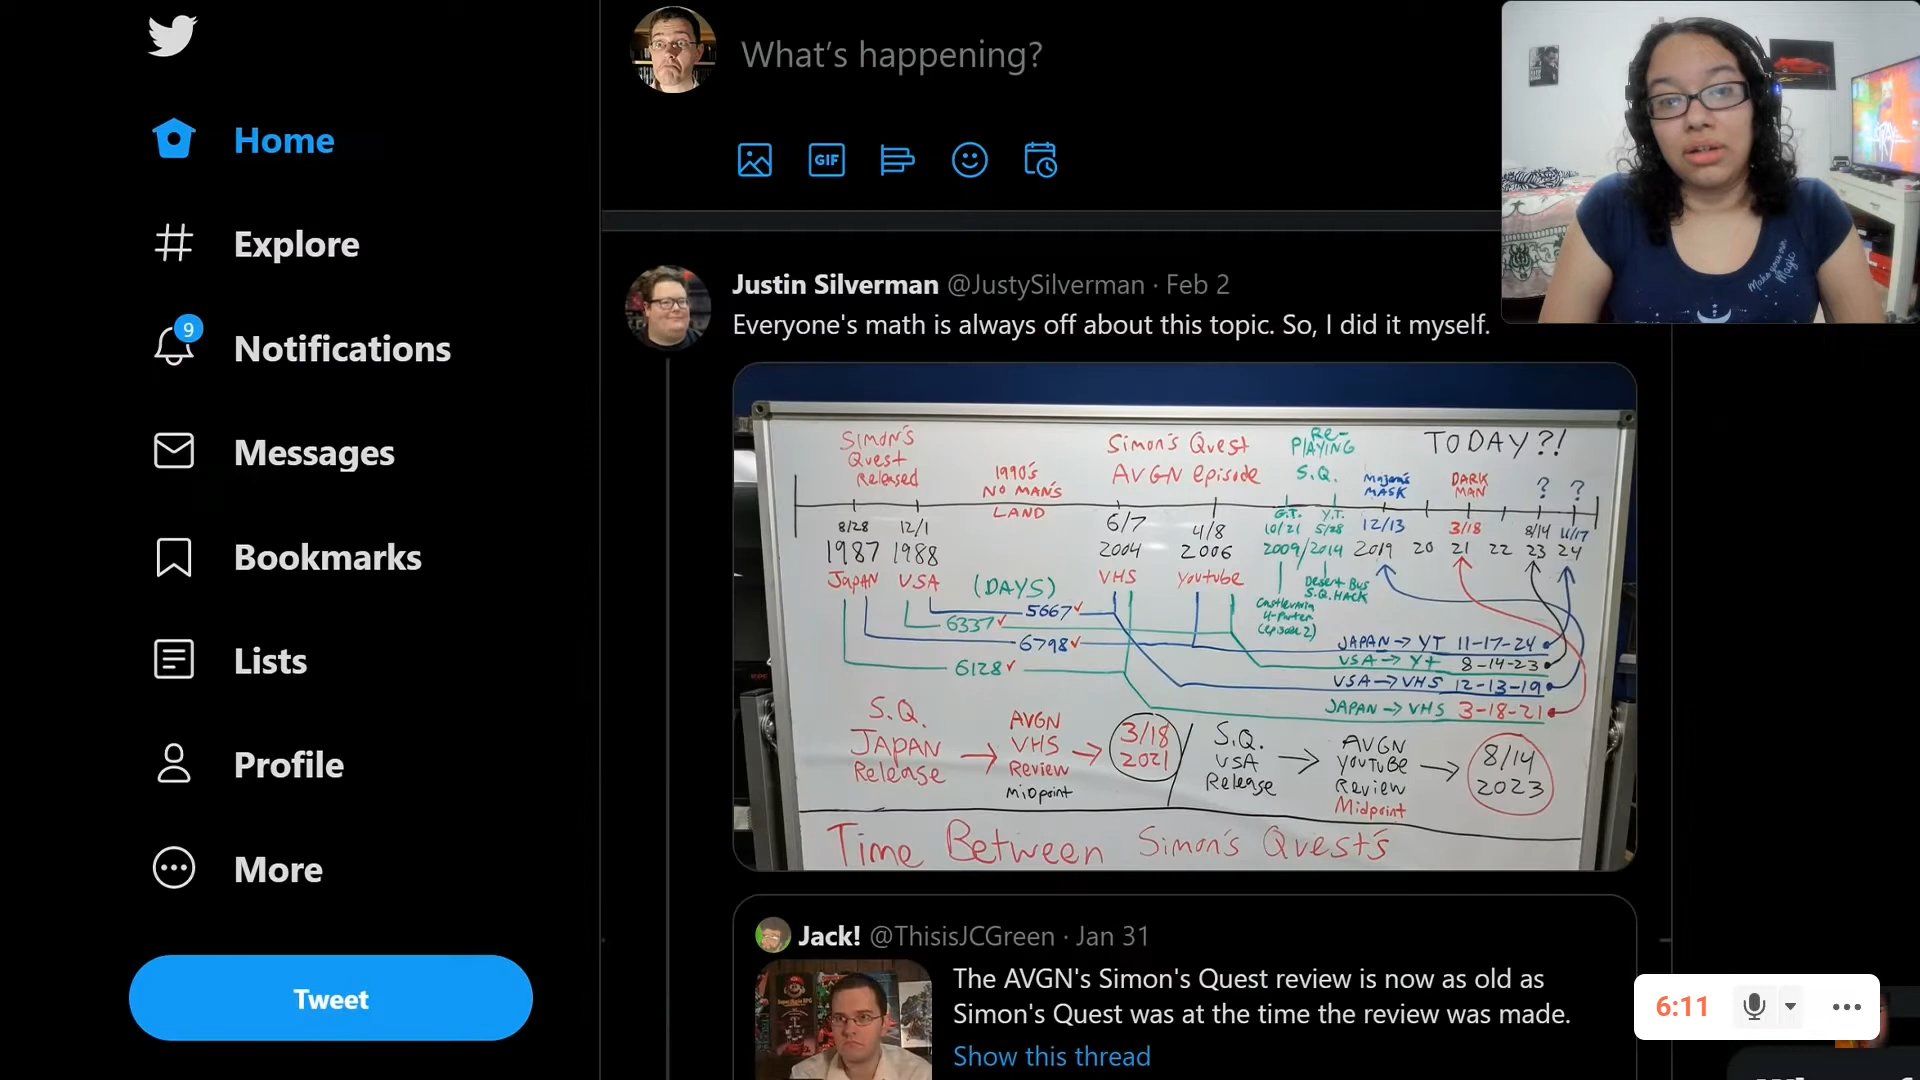 What's happening?
GIF
Home
Explore
9
Notifications
Messages
Bookmarks
Lists
Profile
More
Tweet
Justin Silverman @JustySilverman · Feb 2
Everyone's math is always off about this topic. So, I did it myself.
Simon's
Quest
Released
1990's
No Man's
Land
Simon's Quest
AVGN episode
Re-
Playing
S.Q.
Majora's
Mask
Dark
Man
TODAY?!
? ?
8/28 12/1 6/7 4/8 G.T. 10/21 Y.T. 5/28 12/13 3/18 8/14 11/17
1987 1988 2004 2006 2009/2014 2019 20 21 22 23 24
Japan USA (DAYS) VHS Youtube
Desert Bus
S.Q. Hack
Castlevania
(episode 2)
5667✓
6337✓
6798✓
6128✓
JAPAN → YT 11-17-24
USA → YT 8-14-23
USA → VHS 12-13-19
JAPAN → VHS 3-18-21
S.Q.
JAPAN
Release
→
AVGN
VHS
Review
Midpoint
→
3/18
2021
/
S.Q.
USA
Release
→
AVGN
YouTube
Review
Midpoint
→
8/14
2023
Time Between Simon's Quest's
Jack! @ThisisJCGreen · Jan 31
The AVGN's Simon's Quest review is now as old as
Simon's Quest was at the time the review was made.
Show this thread
Make your own
Magic
6:11